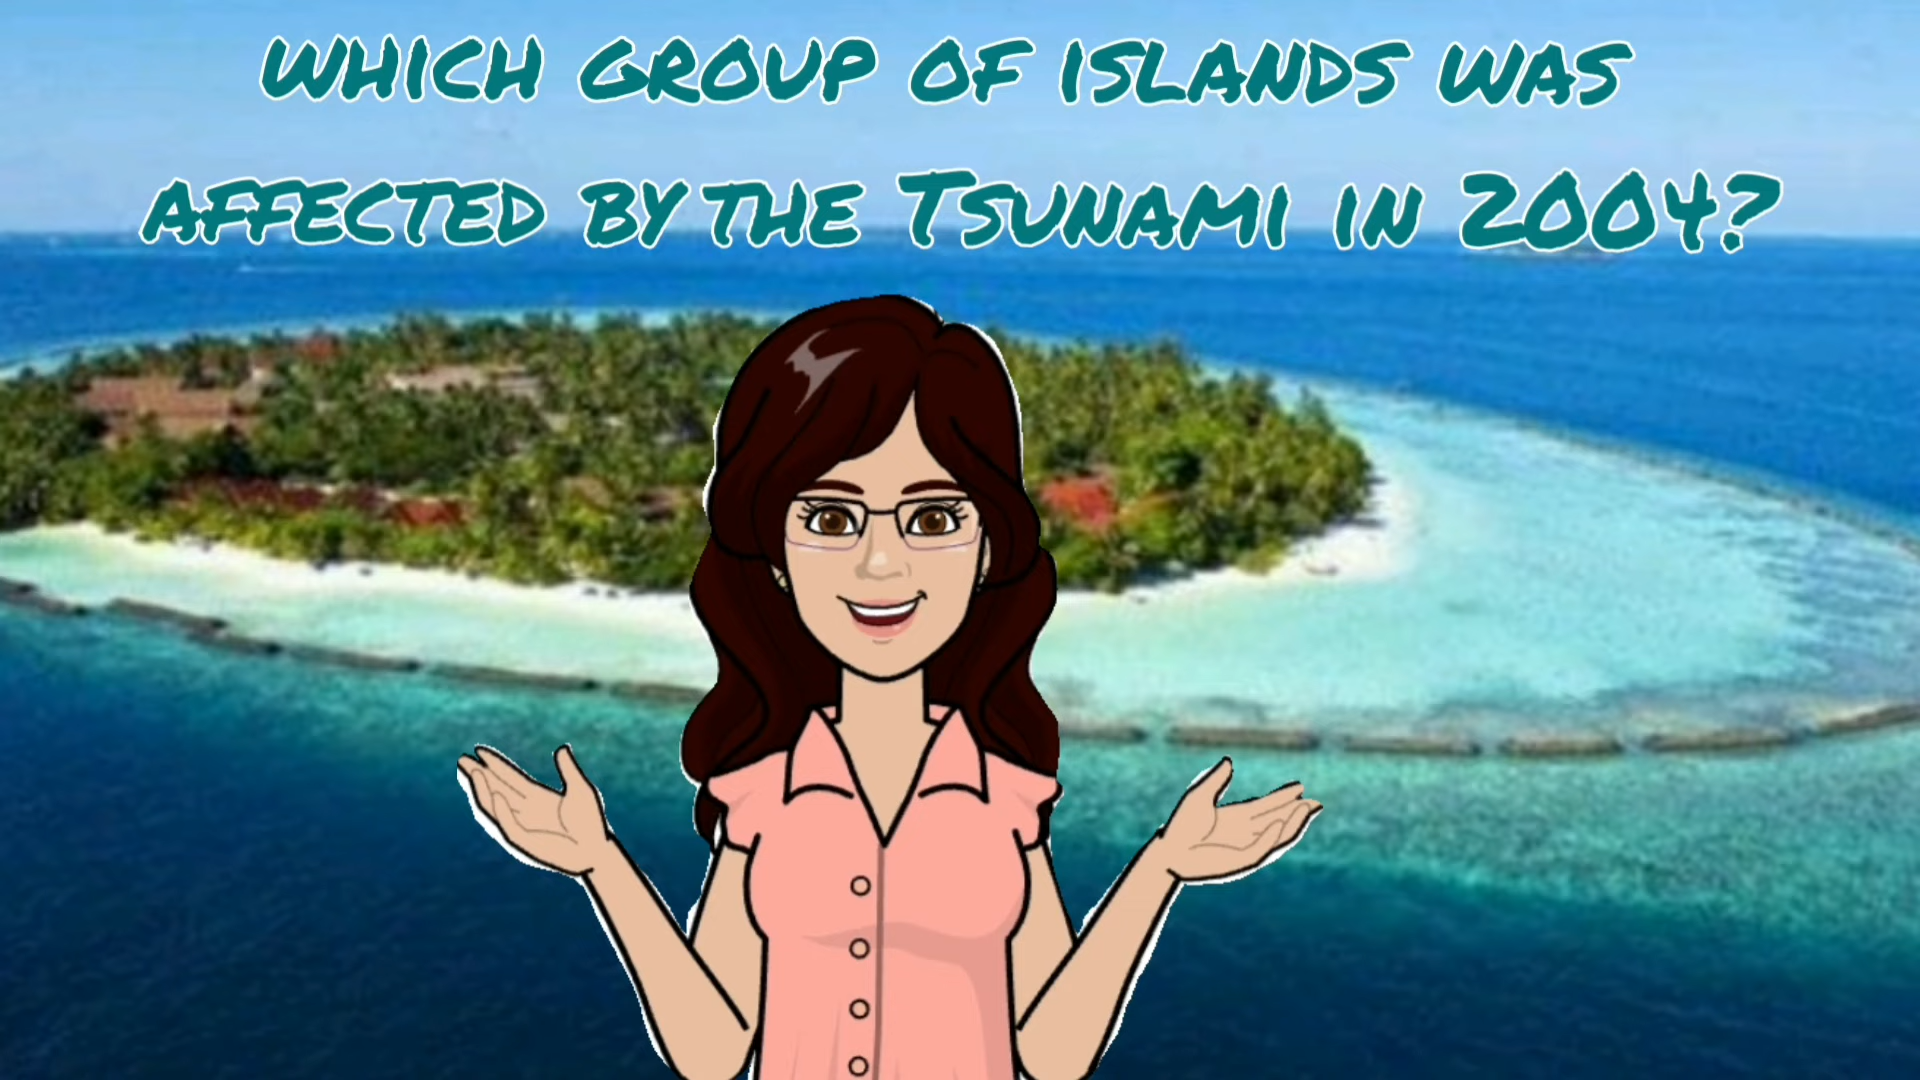 WHICH GROUP OF ISLANDS WAS
AFFECTED BY THE TSUNAMI IN 2004?